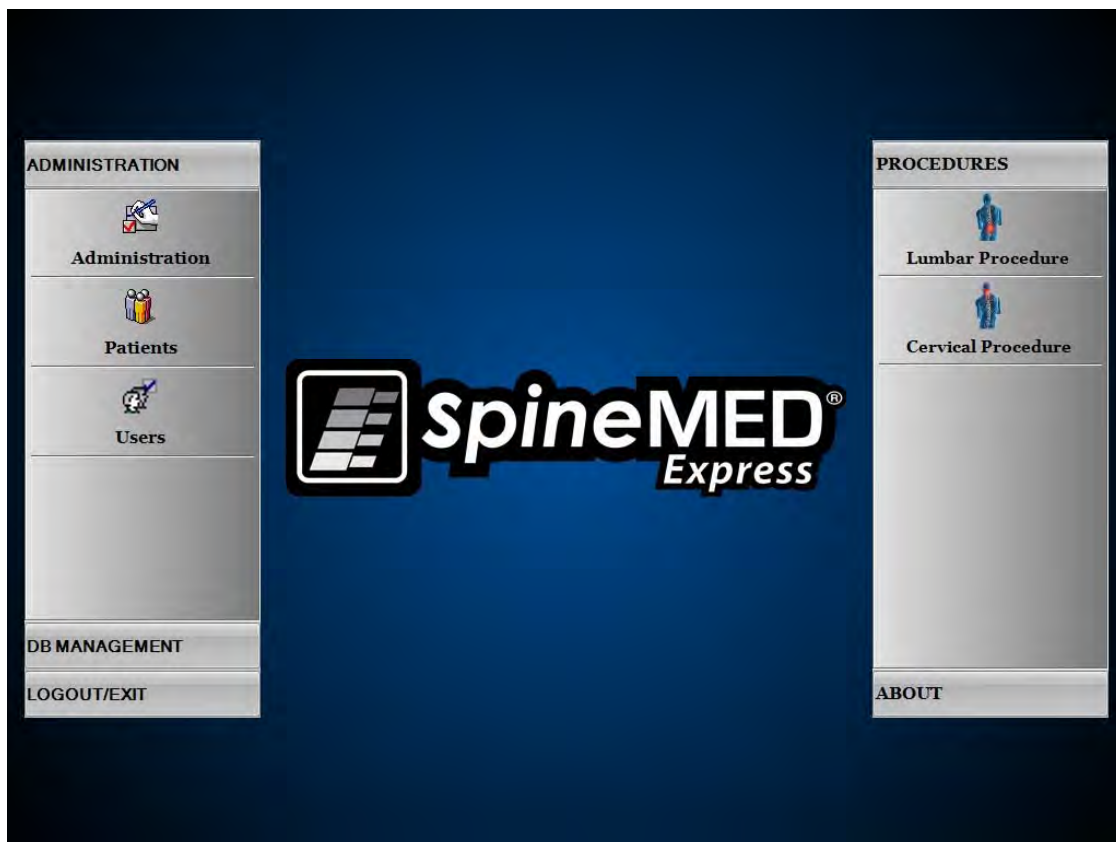 ADMINISTRATION
Administration
Patients
Users
DB MANAGEMENT
LOGOUT/EXIT
SpineMED®
Express
PROCEDURES
Lumbar Procedure
Cervical Procedure
ABOUT